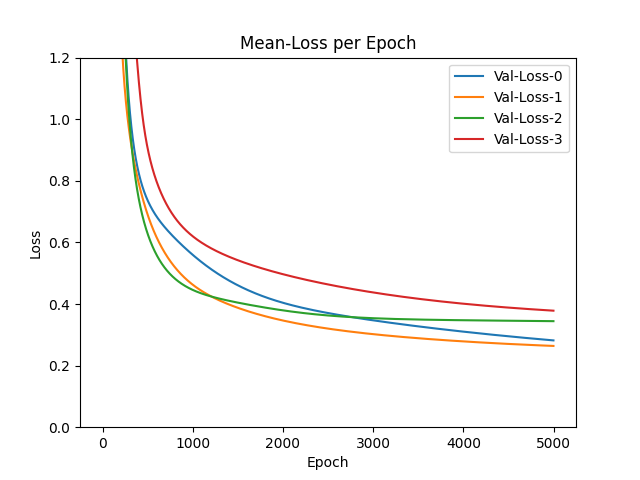 Mean-Loss per Epoch
1.2
1.0
0.8
0.6
0.4
0.2
0.0
Loss
Val-Loss-0
Val-Loss-1
Val-Loss-2
Val-Loss-3
0 1000 2000 3000 4000 5000
Epoch